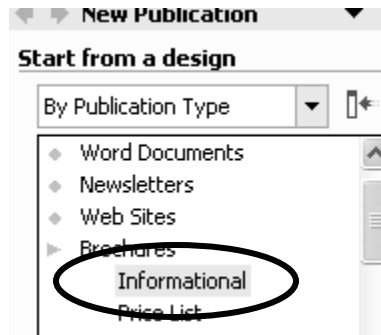 New Publication
Start from a design
By Publication Type
Word Documents
Newsletters
Web Sites
Brochures
Informational
Price List